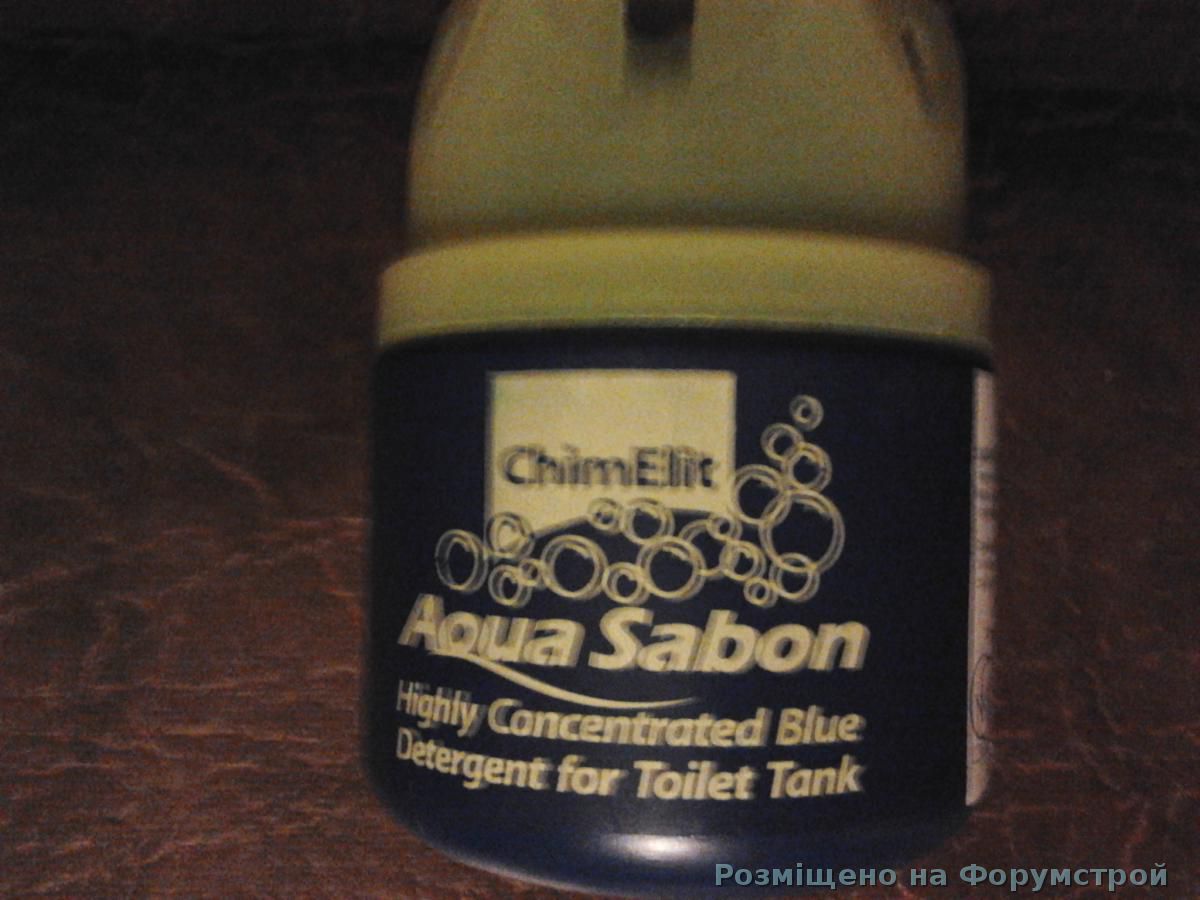 ChimElit
Aqua Sabon
Highly Concentrated Blue
Detergent for Toilet Tank
Розміщено на Форумстрой